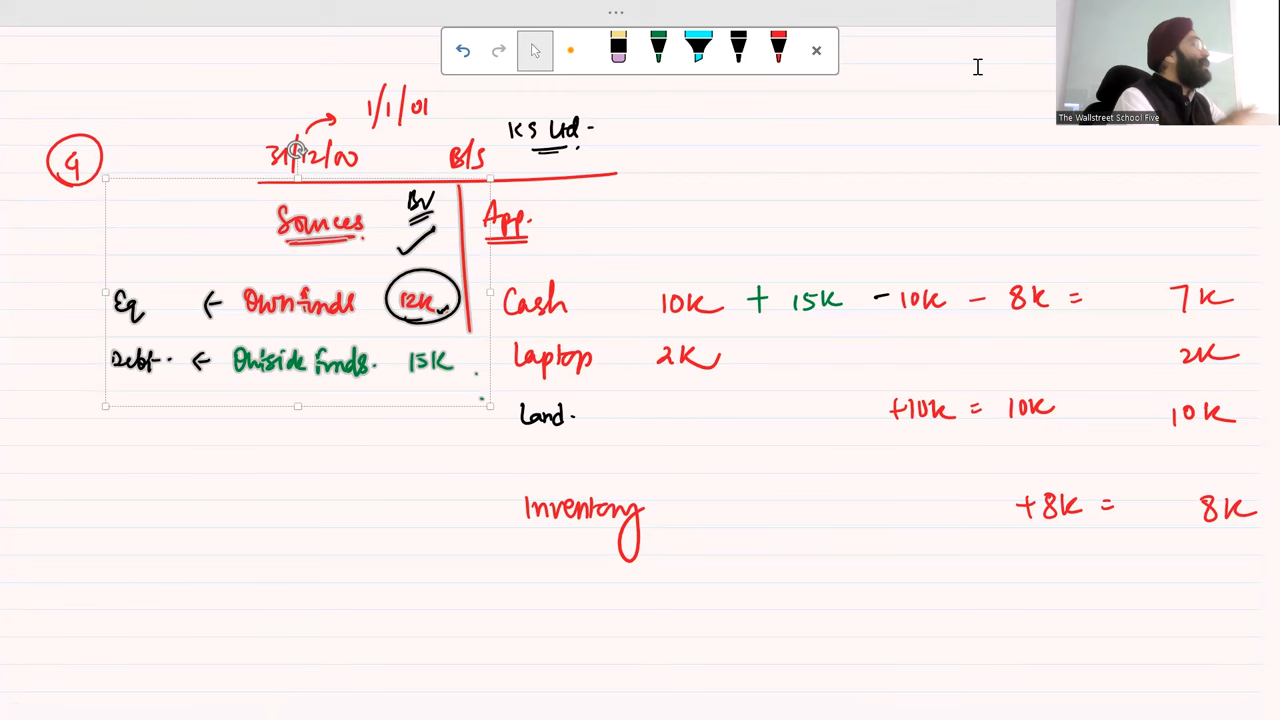 The Wallstreet School Five
1/1/01
KS Ltd.
9
31/12/00 B/S
BV
Sources App.
Eq ← Own funds 12K Cash 10K + 15K - 10K - 8K = 7K
Debt ← Outside funds. 15K Laptop 2K 2K
Land. +10K = 10K 10K
Inventory +8K = 8K